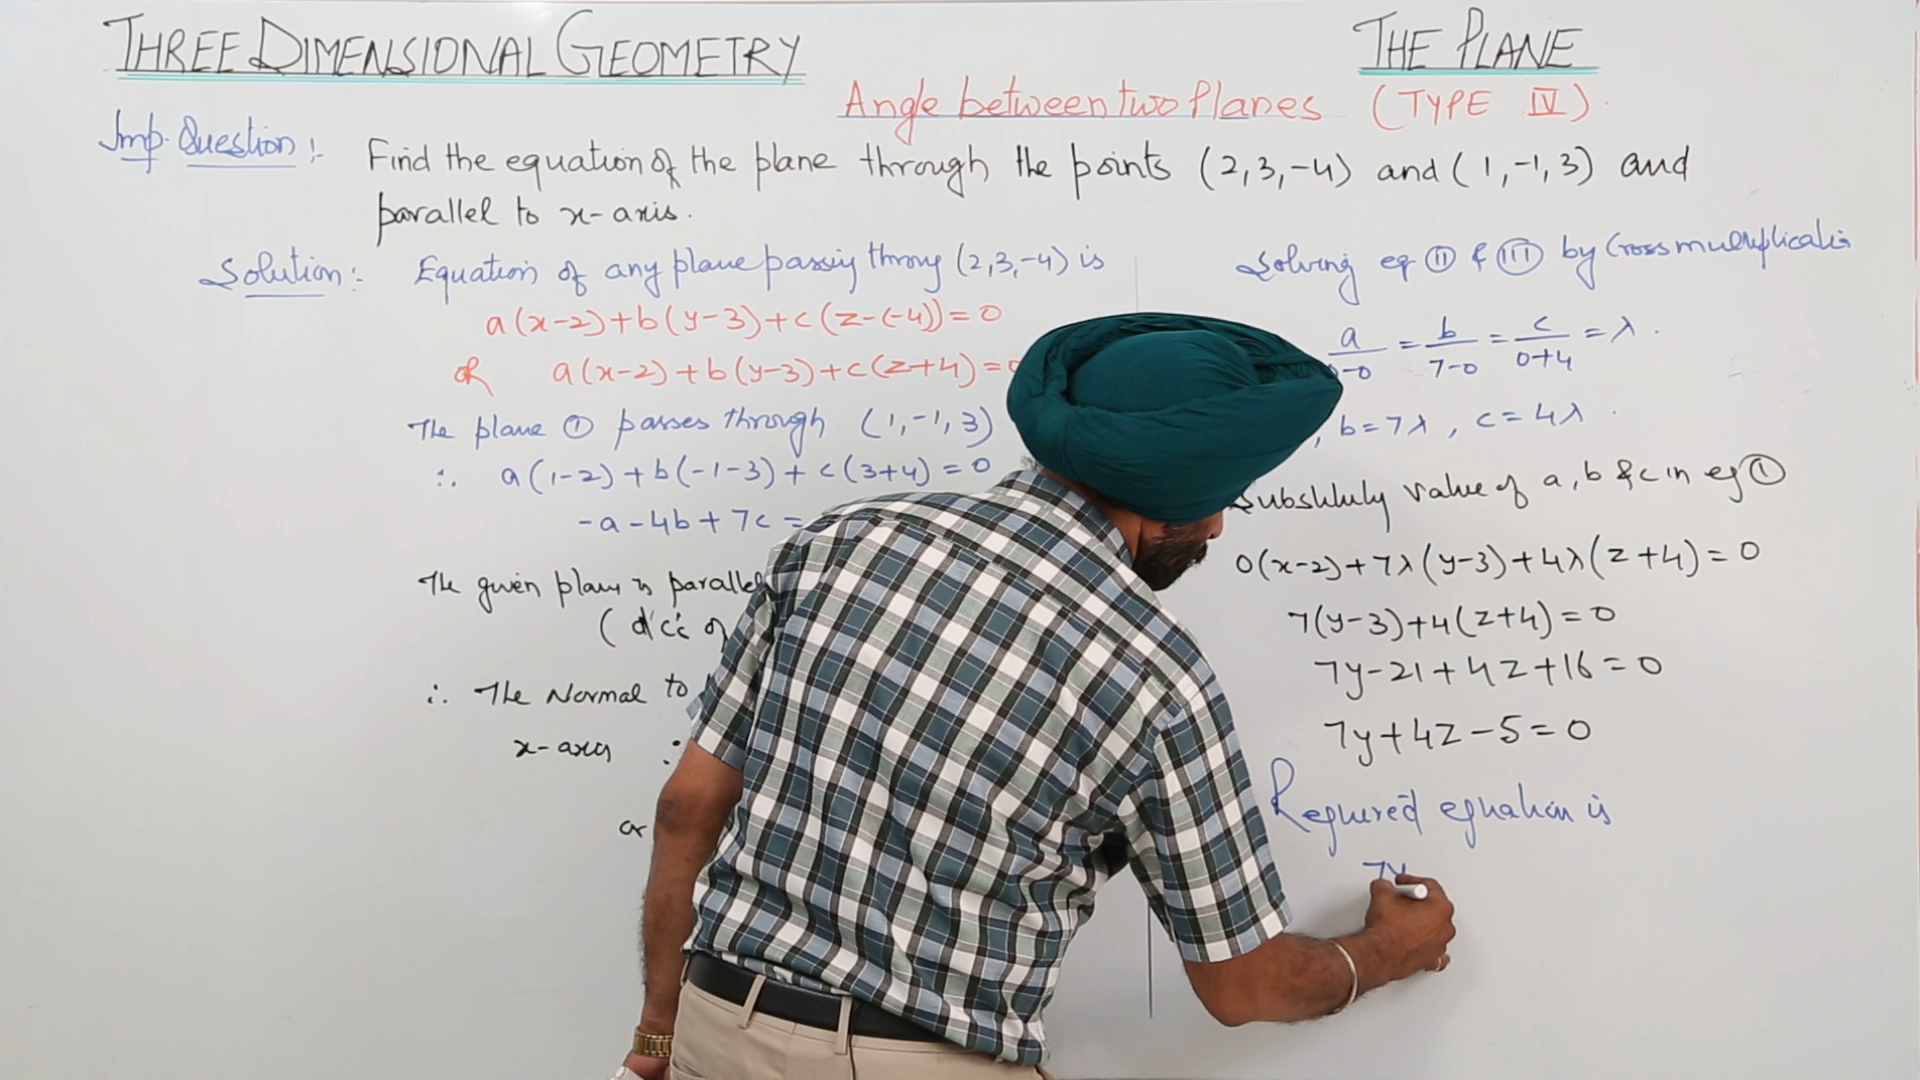 THREE DIMENSIONAL GEOMETRY
THE PLANE
Angle between two Planes (TYPE IV)
Imp. Question:- Find the equation of the plane through the points (2,3,-4) and (1,-1,3) and
parallel to x-axis.
Solution:- Equation of any plane passing throug (2,3,-4) is
a(x-2)+b(y-3)+c(z-(-4))=0
OR a(x-2)+b(y-3)+c(z+4)=0
The plane ① passes through (1,-1,3)
∴ a(1-2)+b(-1-3)+c(3+4)=0
-a-4b+7c=
The given plane is parallel
(d'c's of
∴ The Normal to
x-axis ∴
or
Solving eq ⑪ & ⑪I by Cross multiplicatio
a/0-0 = b/7-0 = c/0+4 = λ.
, b=7λ, c=4λ.
value of a, b & c in eq ①
0(x-2)+7λ(y-3)+4λ(z+4)=0
7(y-3)+4(z+4)=0
7y-21+4z+16=0
7y+4z-5=0
Required equation is
7y